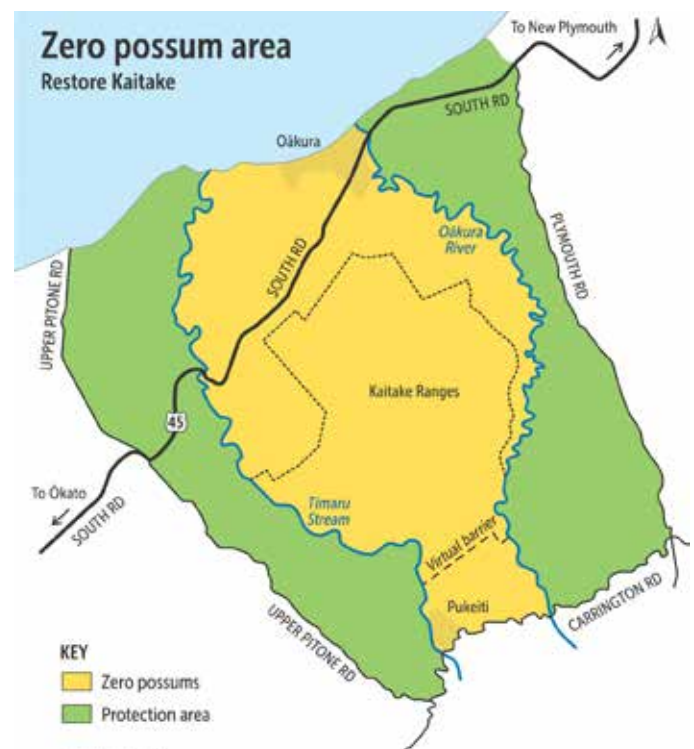 Zero possum area
Restore Kaitake
To New Plymouth
SOUTH RD
Oākura
Oākura
River
PLYMOUTH RD
UPPER PITONE RD
SOUTH RD
Kaitake Ranges
45
To Ōkato
SOUTH RD
Timaru
Stream
Virtual barrier
Pukeiti
CARRINGTON RD
UPPER PITONE RD
KEY
Zero possums
Protection area